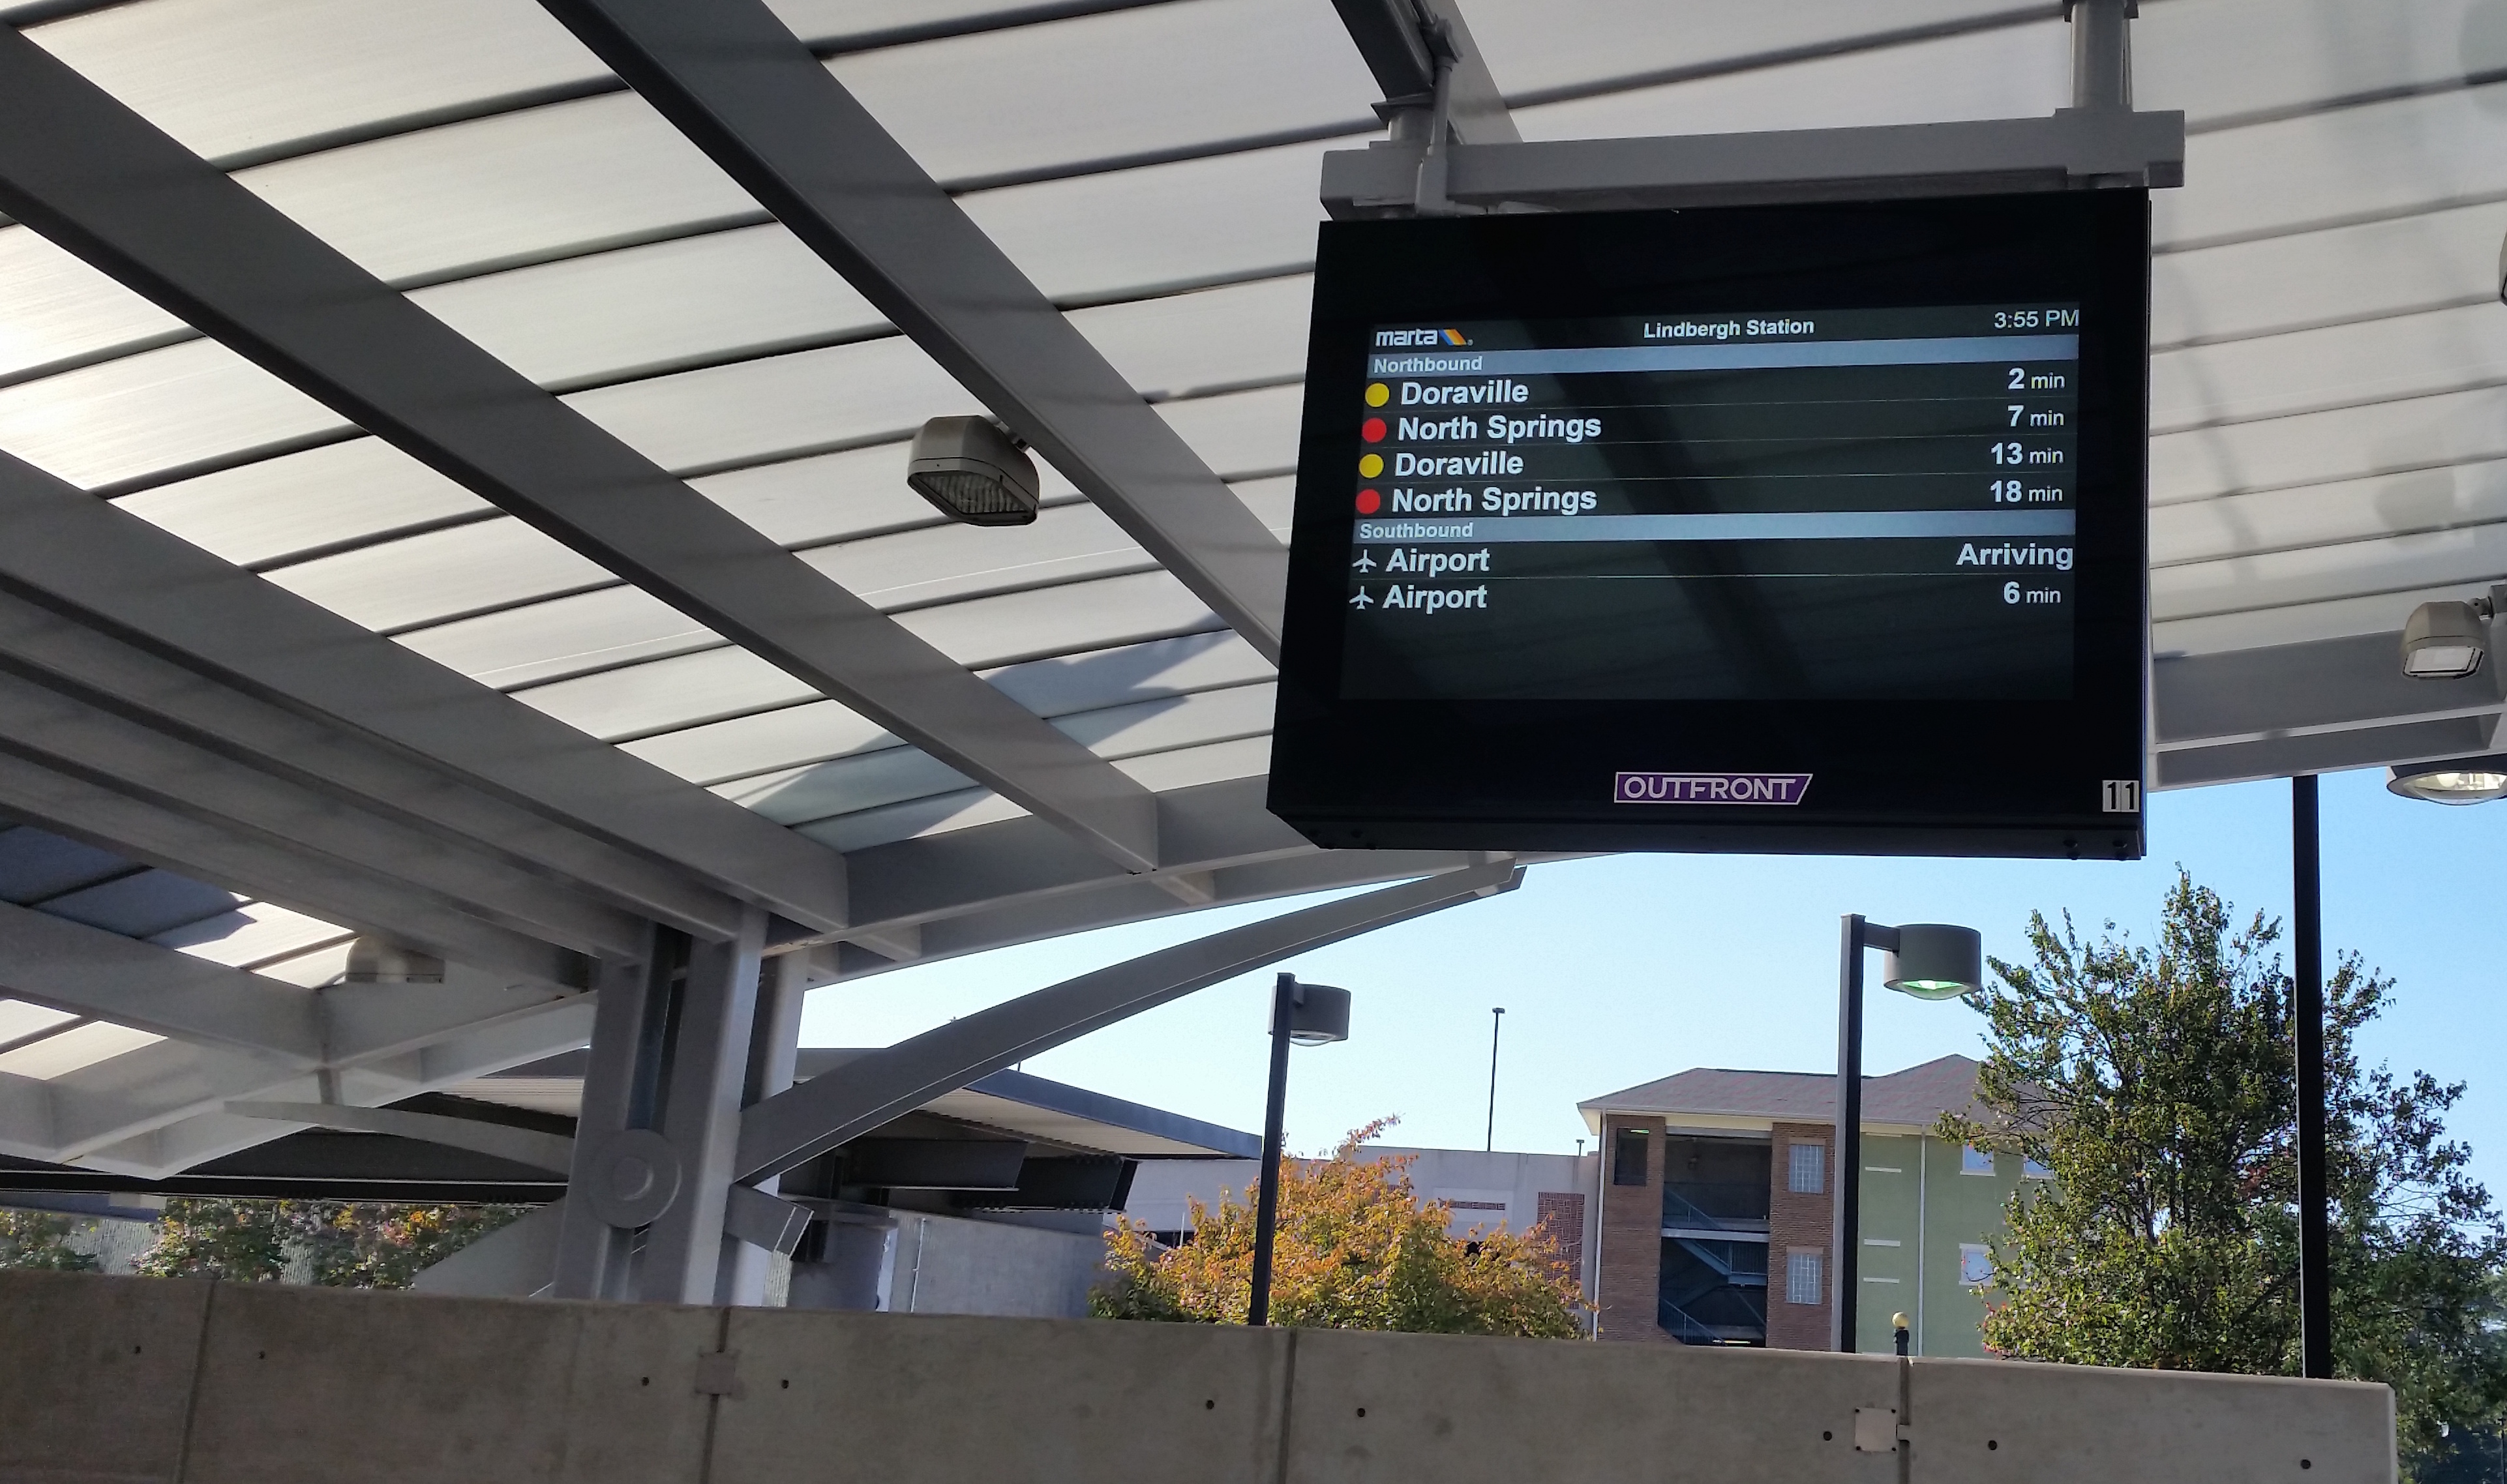 marta
Lindbergh Station
3:55 PM
Northbound
Doraville 2 min
North Springs 7 min
Doraville 13 min
North Springs 18 min
Southbound
Airport Arriving
Airport 6 min
OUTFRONT
11